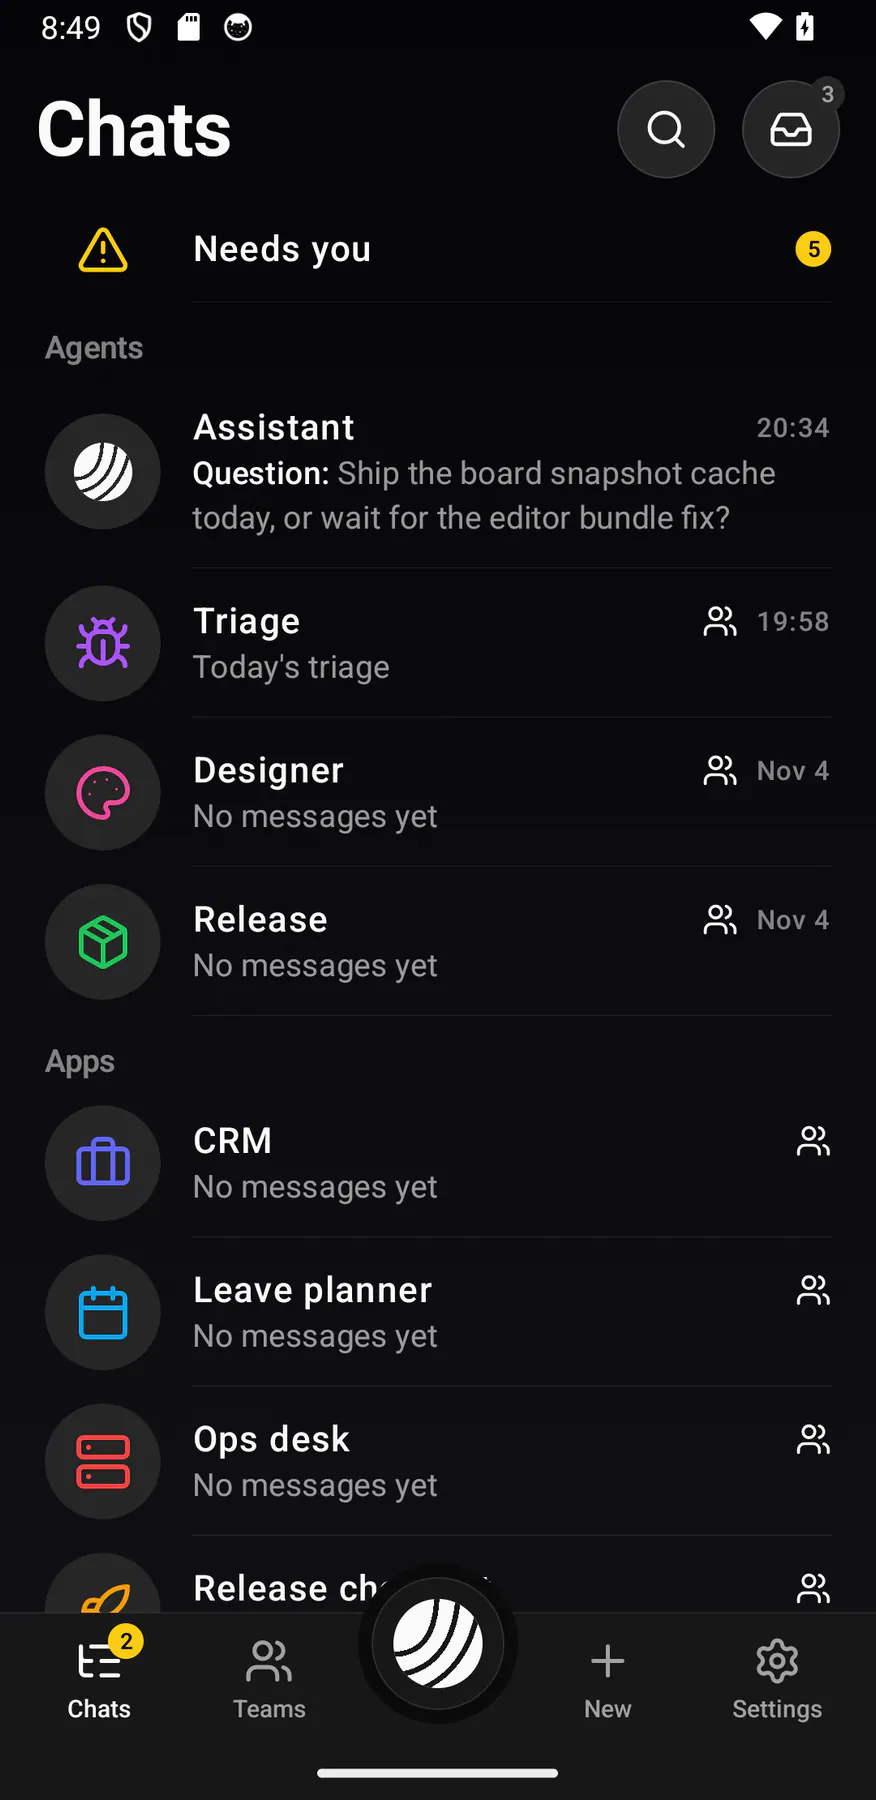 8:49
Chats
3
Needs you
5
Agents
Assistant
20:34
Question: Ship the board snapshot cache
today, or wait for the editor bundle fix?
Triage
19:58
Today's triage
Designer
Nov 4
No messages yet
Release
Nov 4
No messages yet
Apps
CRM
No messages yet
Leave planner
No messages yet
Ops desk
No messages yet
Release
2
Chats
Teams
New
Settings